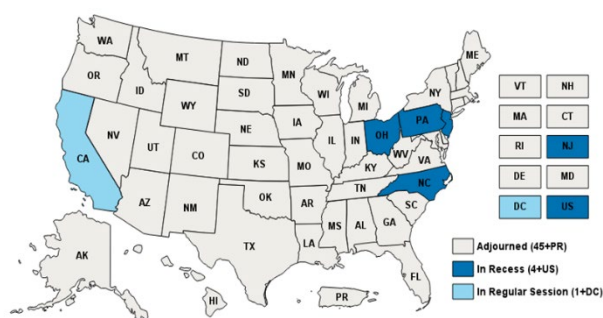 WA
MT
ND
ME
OR
MN
ID
SD
WI
NY
VT NH
WY
MI
MA CT
IA
PA
NE
NV
IL IN OH
RI NJ
UT
CO
WV
CA
KS
MO
KY
VA
DE MD
TN
NC
DC US
AZ
NM
OK
AR
SC
MS AL GA
TX
LA
AK
FL
HI
PR
Adjourned (45+PR)
In Recess (4+US)
In Regular Session (1+DC)